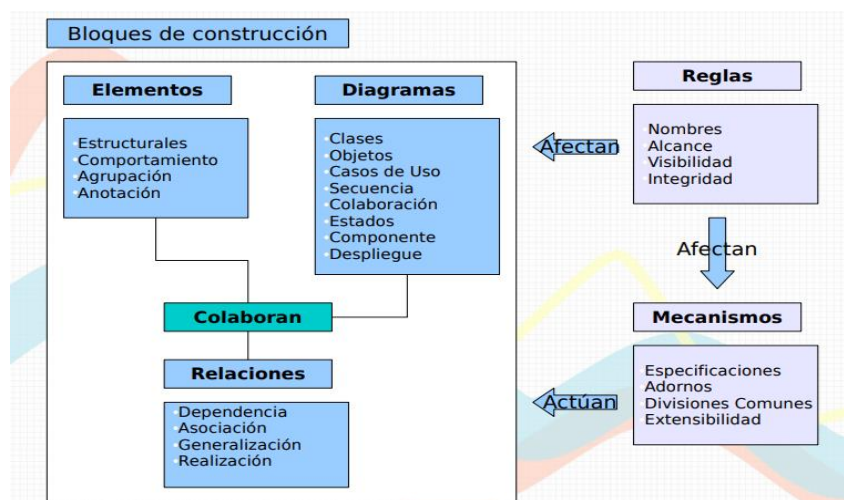 Bloques de construcción
Elementos
Estructurales
Comportamiento
Agrupación
Anotación
Diagramas
Clases
Objetos
Casos de Uso
Secuencia
Colaboración
Estados
Componente
Despliegue
Colaboran
Relaciones
Dependencia
Asociación
Generalización
Realización
Afectan
Reglas
Nombres
Alcance
Visibilidad
Integridad
Afectan
Mecanismos
Especificaciones
Adornos
Divisiones Comunes
Extensibilidad
Actúan